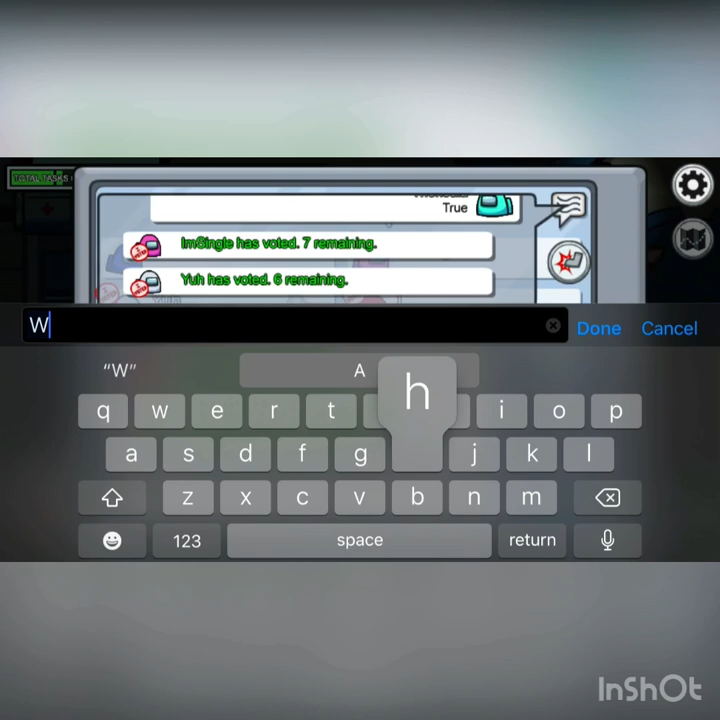 TOTAL TASKS
True
ImSingle has voted. 7 remaining.
Yuh has voted. 6 remaining.
W
Done
Cancel
“W”
A
h
q w e r t i o p
a s d f g j k l
z x c v b n m
123
space
return
InShOt